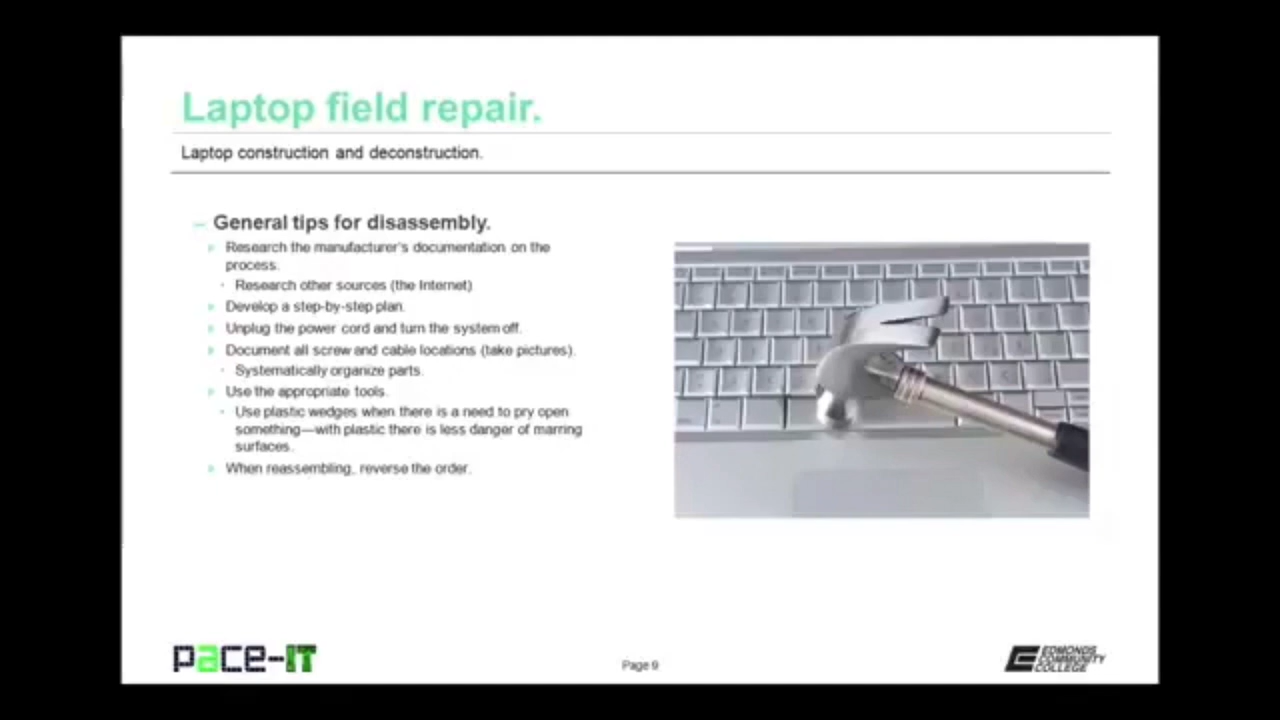 Laptop field repair.
Laptop construction and deconstruction.
– General tips for disassembly.
» Research the manufacturer's documentation on the
process.
• Research other sources (the Internet)
» Develop a step-by-step plan.
» Unplug the power cord and turn the system off.
» Document all screw and cable locations (take pictures).
• Systematically organize parts.
» Use the appropriate tools.
• Use plastic wedges when there is a need to pry open
something—with plastic there is less danger of marring
surfaces.
» When reassembling, reverse the order.
pace-IT
Page 9
EDMONDS
COMMUNITY
COLLEGE